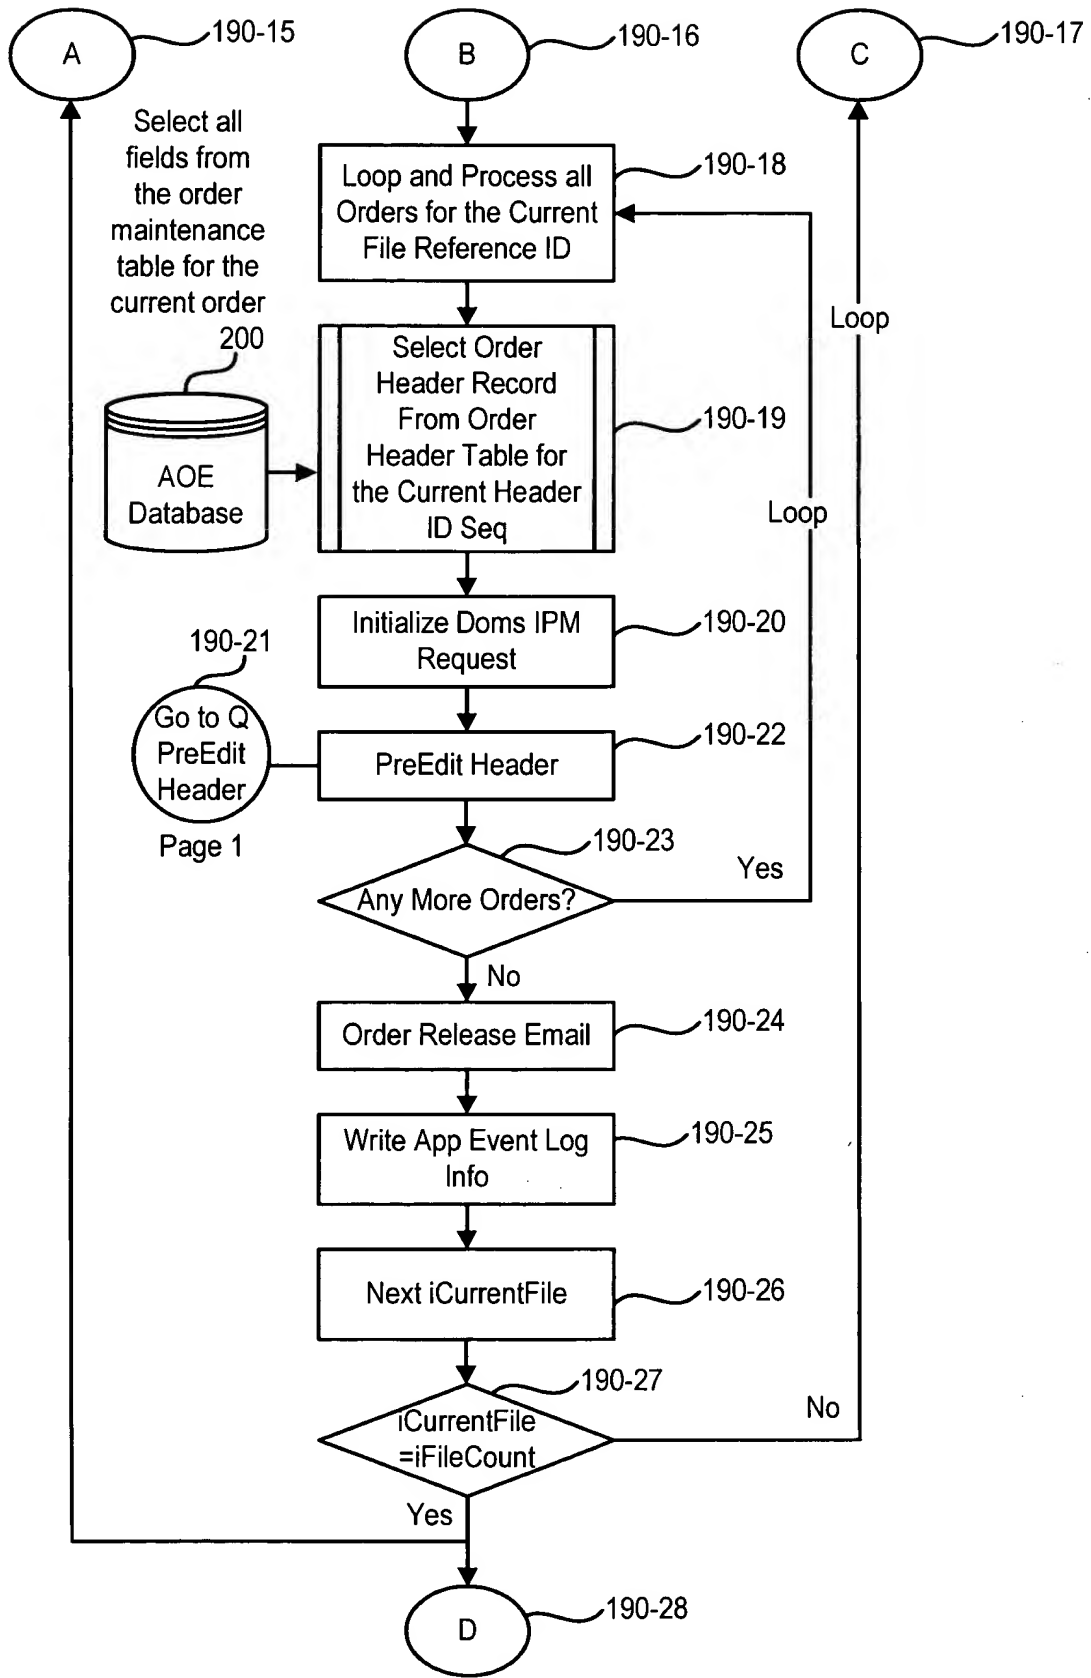 A
190-15
B
190-16
C
190-17
Select all
fields from
the order
maintenance
table for the
current order
200
Loop and Process all
Orders for the Current
File Reference ID
190-18
Loop
Select Order
Header Record
From Order
Header Table for
the Current Header
ID Seq
190-19
AOE
Database
Loop
Initialize Doms IPM
Request
190-20
190-21
Go to Q
PreEdit
Header
Page 1
PreEdit Header
190-22
Any More Orders?
190-23
Yes
No
Order Release Email
190-24
Write App Event Log
Info
190-25
Next iCurrentFile
190-26
iCurrentFile
=iFileCount
190-27
No
Yes
D
190-28